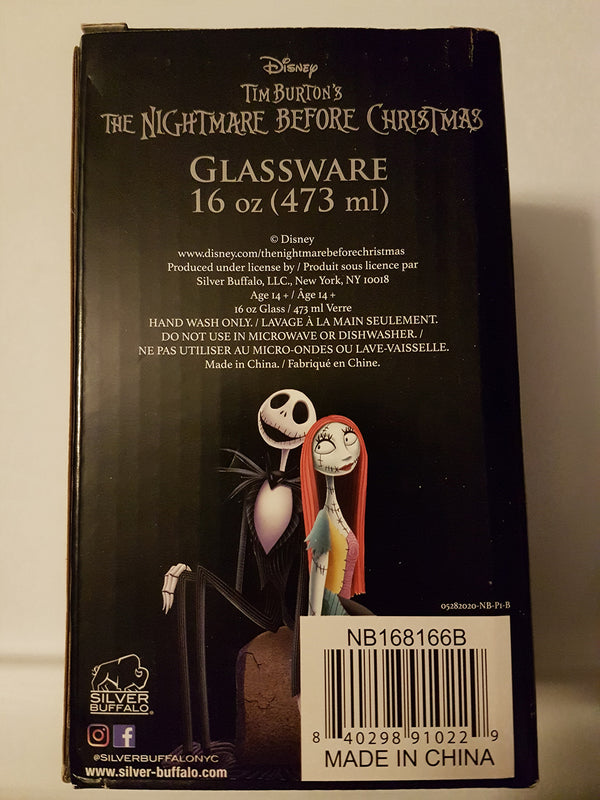 Disney
TIM BURTON'S
THE NIGHTMARE BEFORE CHRISTMAS
GLASSWARE
16 oz (473 ml)
© Disney
www.disney.com/thenightmarebeforechristmas
Produced under license by / Produit sous licence par
Silver Buffalo, LLC., New York, NY 10018
Age 14 + / Âge 14 +
16 oz Glass / 473 ml Verre
HAND WASH ONLY. / LAVAGE À LA MAIN SEULEMENT.
DO NOT USE IN MICROWAVE OR DISHWASHER. /
NE PAS UTILISER AU MICRO-ONDES OU LAVE-VAISSELLE.
Made in China. / Fabriqué en Chine.
05282020-NB-P1-B
NB168166B
8 40298 91022 9
MADE IN CHINA
SILVER
BUFFALO®
@SILVERBUFFALONYC
www.silver-buffalo.com